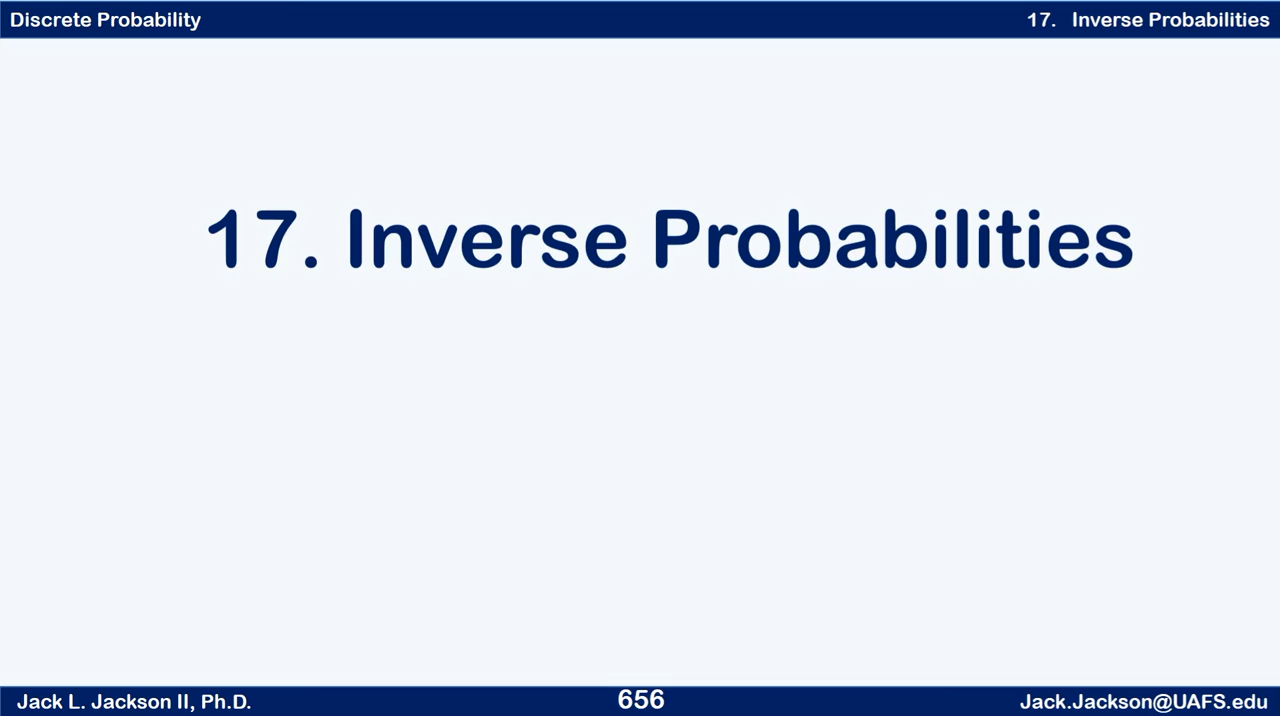 Discrete Probability
17. Inverse Probabilities
17. Inverse Probabilities
Jack L. Jackson II, Ph.D.
656
Jack.Jackson@UAFS.edu